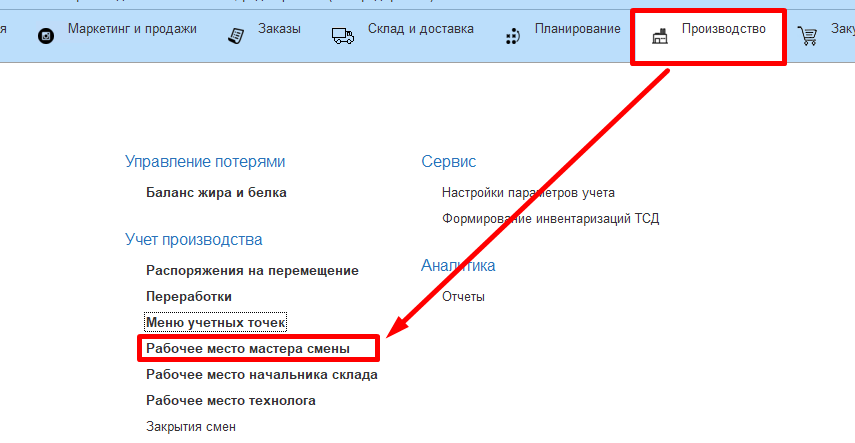 я Маркетинг и продажи Заказы Склад и доставка Планирование Производство Заку
Управление потерями
Баланс жира и белка
Учет производства
Распоряжения на перемещение
Переработки
Меню учетных точек
Рабочее место мастера смены
Рабочее место начальника склада
Рабочее место технолога
Закрытия смен
Сервис
Настройки параметров учета
Формирование инвентаризаций ТСД
Аналитика
Отчеты